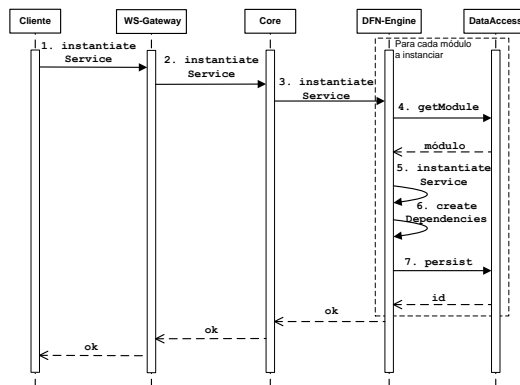 Cliente
WS-Gateway
Core
DFN-Engine
DataAccess
Para cada módulo
a instanciar
1. instantiate
Service
2. instantiate
Service
3. instantiate
Service
4. getModule
módulo
5. instantiate
Service
6. create
Dependencies
7. persist
id
ok
ok
ok